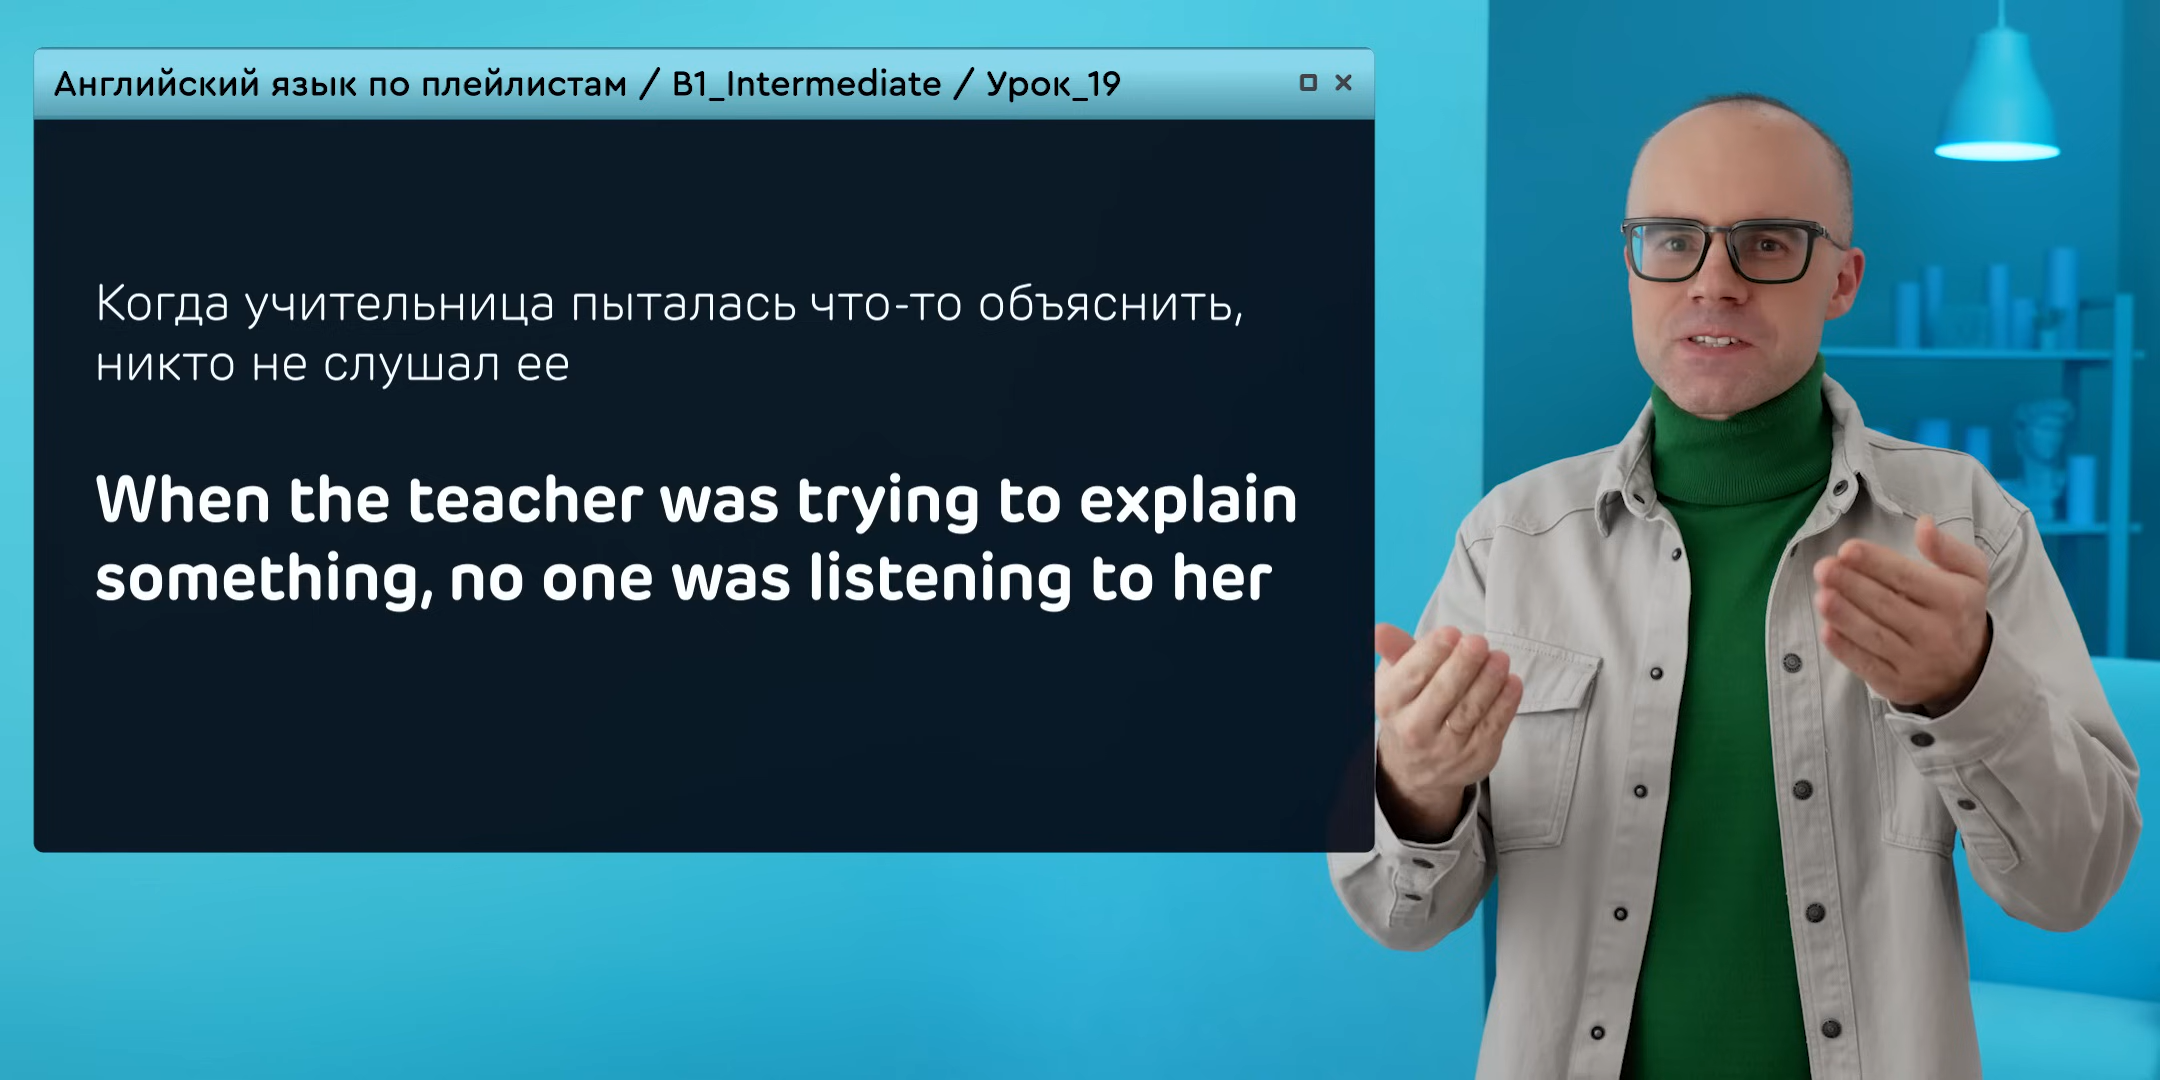 Английский язык по плейлистам / B1_Intermediate / Урок_19
Когда учительница пыталась что-то объяснить,
никто не слушал ее
When the teacher was trying to explain
something, no one was listening to her